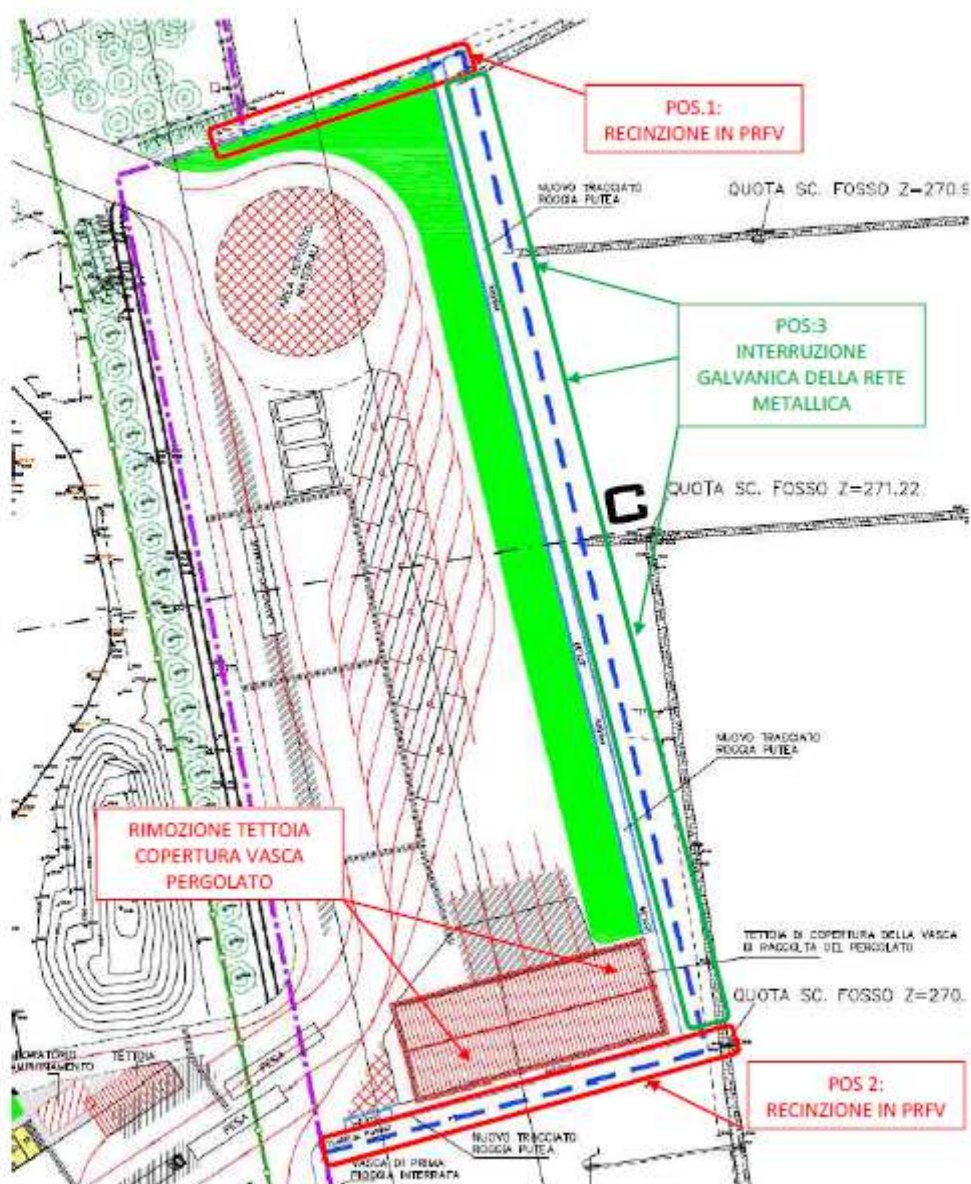 POS.1:
RECINZIONE IN PRFV
NUOVO TRACCIATO
ROGGIA PUTEA
QUOTA SC. FOSSO Z=270.9
POS:3
INTERRUZIONE
GALVANICA DELLA RETE
METALLICA
C
QUOTA SC. FOSSO Z=271.22
NUOVO TRACCIATO
ROGGIA PUTEA
RIMOZIONE TETTOIA
COPERTURA VASCA
PERGOLATO
TETTOIA DI COPERTURA DELLA VASCA
DI RACCOLTA DEL PERCOLATO
QUOTA SC. FOSSO Z=270.
TETTOIA
PESA
PESA
POS 2:
RECINZIONE IN PRFV
NUOVO TRACCIATO
ROGGIA PUTEA
VASCA DI PRIMA
PIOGGIA INTERRATA